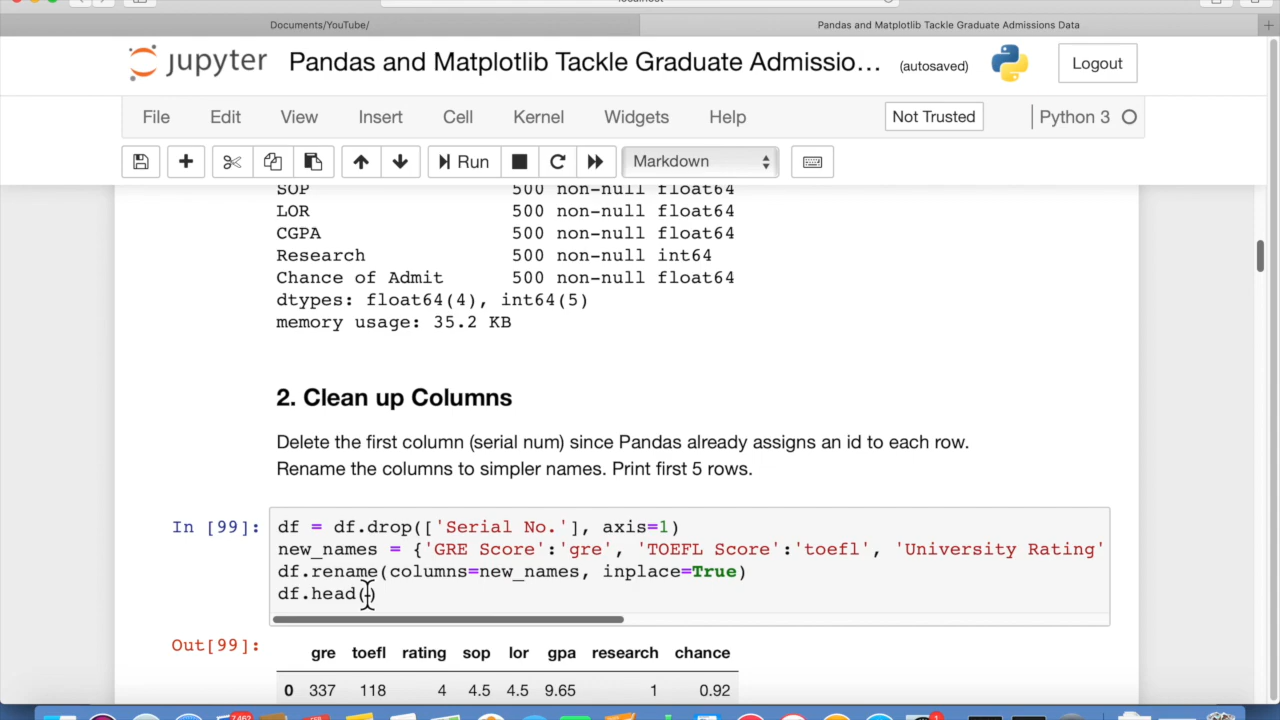 Documents/YouTube/
Pandas and Matplotlib Tackle Graduate Admissions Data
jupyter
Pandas and Matplotlib Tackle Graduate Admissio...
(autosaved)
Logout
File Edit View Insert Cell Kernel Widgets Help
Not Trusted
Python 3
Run
Markdown
SOP 500 non-null float64
LOR 500 non-null float64
CGPA 500 non-null float64
Research 500 non-null int64
Chance of Admit 500 non-null float64
dtypes: float64(4), int64(5)
memory usage: 35.2 KB
2. Clean up Columns
Delete the first column (serial num) since Pandas already assigns an id to each row.
Rename the columns to simpler names. Print first 5 rows.
In [99]:
df = df.drop(['Serial No.'], axis=1)
new_names = {'GRE Score':'gre', 'TOEFL Score':'toefl', 'University Rating'
df.rename(columns=new_names, inplace=True)
df.head()
Out[99]:
gre toefl rating sop lor gpa research chance
0 337 118 4 4.5 4.5 9.65 1 0.92